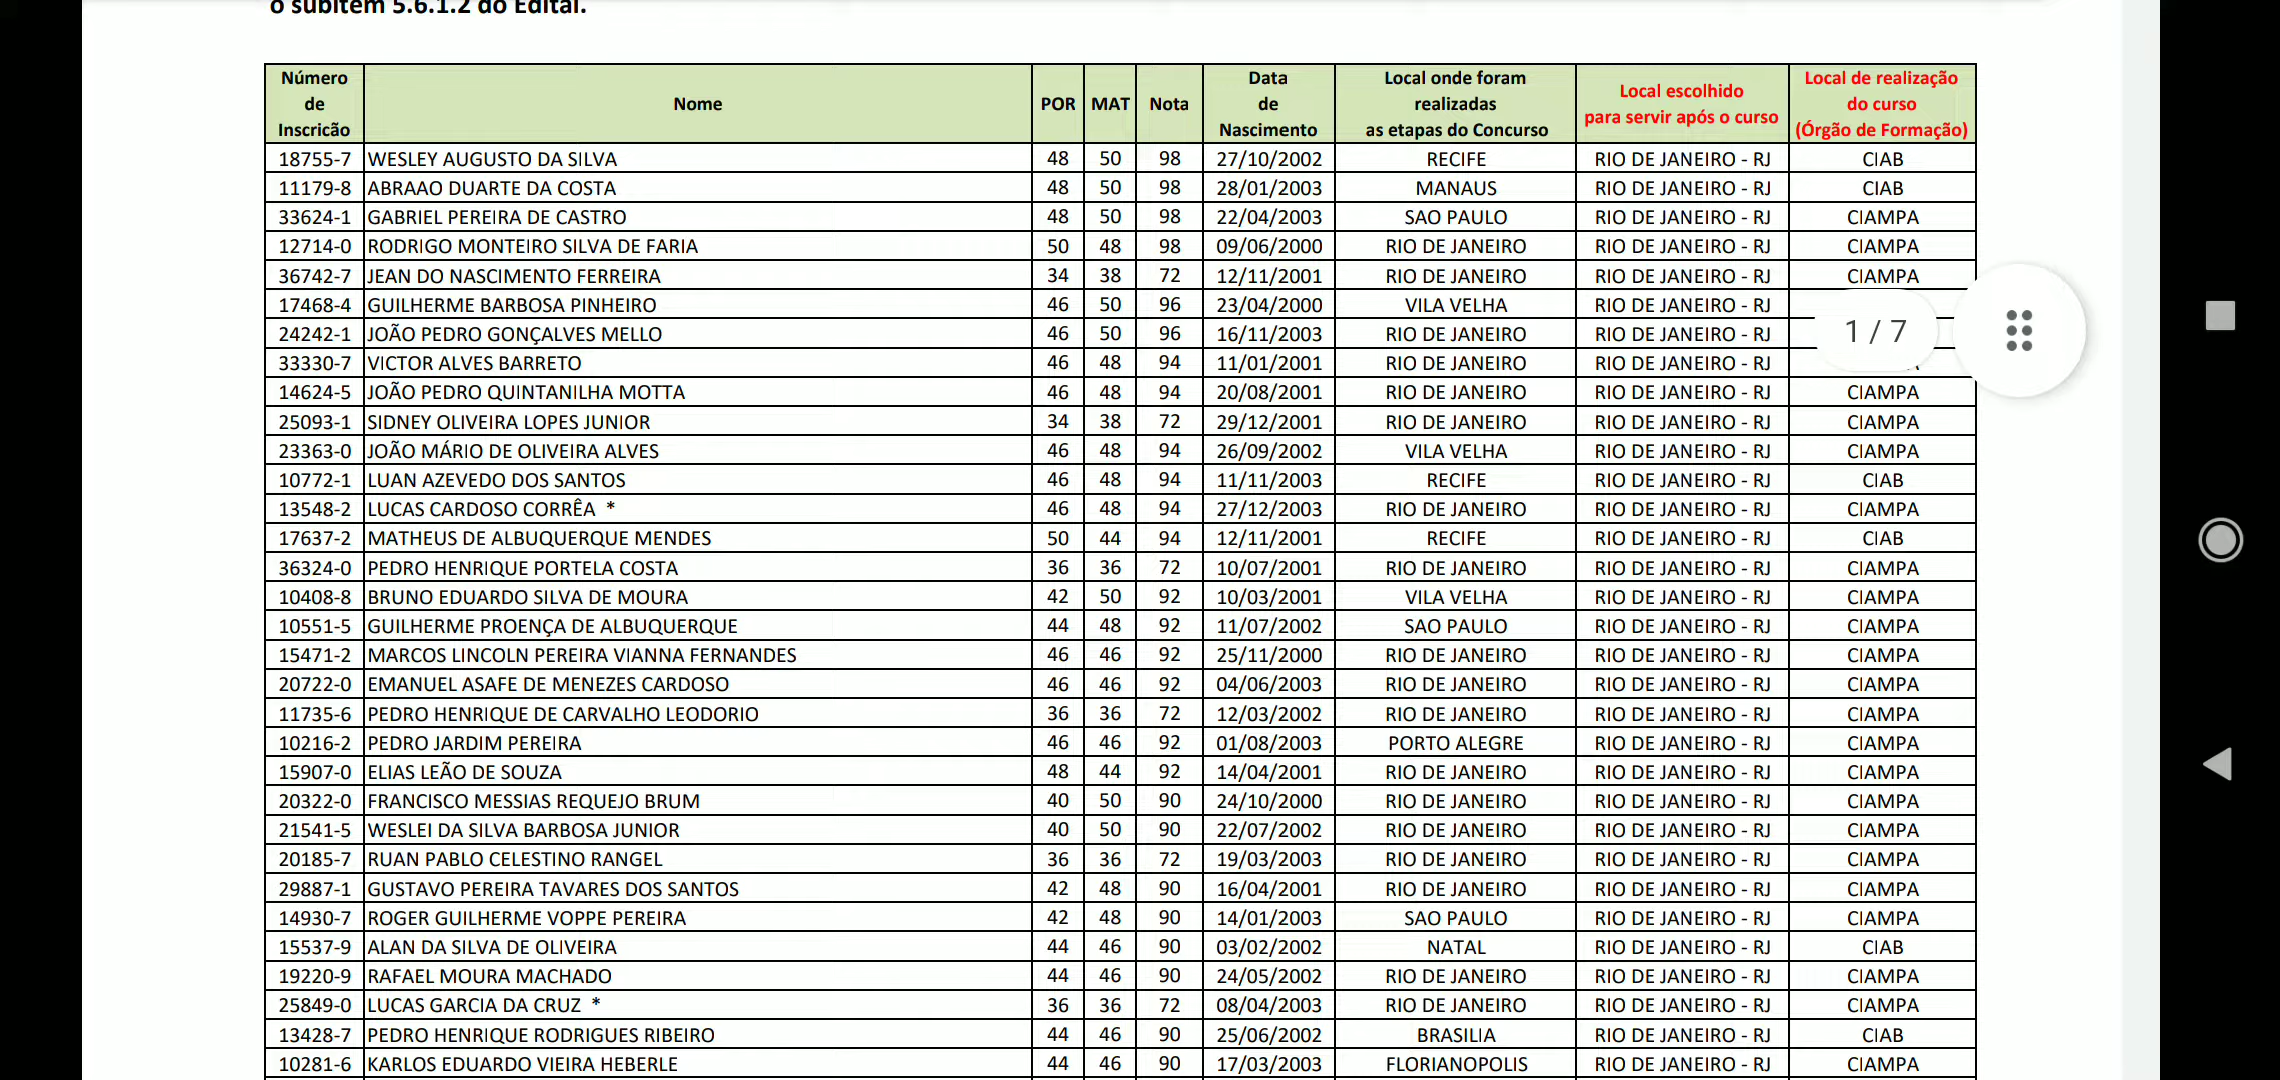 o subitem 5.6.1.2 do Edital.
Número de Inscricão Nome POR MAT Nota Data de Nascimento Local onde foram realizadas as etapas do Concurso Local escolhido para servir após o curso Local de realização do curso (Órgão de Formação)
18755-7 WESLEY AUGUSTO DA SILVA 48 50 98 27/10/2002 RECIFE RIO DE JANEIRO - RJ CIAB
11179-8 ABRAAO DUARTE DA COSTA 48 50 98 28/01/2003 MANAUS RIO DE JANEIRO - RJ CIAB
33624-1 GABRIEL PEREIRA DE CASTRO 48 50 98 22/04/2003 SAO PAULO RIO DE JANEIRO - RJ CIAMPA
12714-0 RODRIGO MONTEIRO SILVA DE FARIA 50 48 98 09/06/2000 RIO DE JANEIRO RIO DE JANEIRO - RJ CIAMPA
36742-7 JEAN DO NASCIMENTO FERREIRA 34 38 72 12/11/2001 RIO DE JANEIRO RIO DE JANEIRO - RJ CIAMPA
17468-4 GUILHERME BARBOSA PINHEIRO 46 50 96 23/04/2000 VILA VELHA RIO DE JANEIRO - RJ
24242-1 JOÃO PEDRO GONÇALVES MELLO 46 50 96 16/11/2003 RIO DE JANEIRO RIO DE JANEIRO - RJ 1 / 7
33330-7 VICTOR ALVES BARRETO 46 48 94 11/01/2001 RIO DE JANEIRO RIO DE JANEIRO - RJ
14624-5 JOÃO PEDRO QUINTANILHA MOTTA 46 48 94 20/08/2001 RIO DE JANEIRO RIO DE JANEIRO - RJ CIAMPA
25093-1 SIDNEY OLIVEIRA LOPES JUNIOR 34 38 72 29/12/2001 RIO DE JANEIRO RIO DE JANEIRO - RJ CIAMPA
23363-0 JOÃO MÁRIO DE OLIVEIRA ALVES 46 48 94 26/09/2002 VILA VELHA RIO DE JANEIRO - RJ CIAMPA
10772-1 LUAN AZEVEDO DOS SANTOS 46 48 94 11/11/2003 RECIFE RIO DE JANEIRO - RJ CIAB
13548-2 LUCAS CARDOSO CORRÊA * 46 48 94 27/12/2003 RIO DE JANEIRO RIO DE JANEIRO - RJ CIAMPA
17637-2 MATHEUS DE ALBUQUERQUE MENDES 50 44 94 12/11/2001 RECIFE RIO DE JANEIRO - RJ CIAB
36324-0 PEDRO HENRIQUE PORTELA COSTA 36 36 72 10/07/2001 RIO DE JANEIRO RIO DE JANEIRO - RJ CIAMPA
10408-8 BRUNO EDUARDO SILVA DE MOURA 42 50 92 10/03/2001 VILA VELHA RIO DE JANEIRO - RJ CIAMPA
10551-5 GUILHERME PROENÇA DE ALBUQUERQUE 44 48 92 11/07/2002 SAO PAULO RIO DE JANEIRO - RJ CIAMPA
15471-2 MARCOS LINCOLN PEREIRA VIANNA FERNANDES 46 46 92 25/11/2000 RIO DE JANEIRO RIO DE JANEIRO - RJ CIAMPA
20722-0 EMANUEL ASAFE DE MENEZES CARDOSO 46 46 92 04/06/2003 RIO DE JANEIRO RIO DE JANEIRO - RJ CIAMPA
11735-6 PEDRO HENRIQUE DE CARVALHO LEODORIO 36 36 72 12/03/2002 RIO DE JANEIRO RIO DE JANEIRO - RJ CIAMPA
10216-2 PEDRO JARDIM PEREIRA 46 46 92 01/08/2003 PORTO ALEGRE RIO DE JANEIRO - RJ CIAMPA
15907-0 ELIAS LEÃO DE SOUZA 48 44 92 14/04/2001 RIO DE JANEIRO RIO DE JANEIRO - RJ CIAMPA
20322-0 FRANCISCO MESSIAS REQUEJO BRUM 40 50 90 24/10/2000 RIO DE JANEIRO RIO DE JANEIRO - RJ CIAMPA
21541-5 WESLEI DA SILVA BARBOSA JUNIOR 40 50 90 22/07/2002 RIO DE JANEIRO RIO DE JANEIRO - RJ CIAMPA
20185-7 RUAN PABLO CELESTINO RANGEL 36 36 72 19/03/2003 RIO DE JANEIRO RIO DE JANEIRO - RJ CIAMPA
29887-1 GUSTAVO PEREIRA TAVARES DOS SANTOS 42 48 90 16/04/2001 RIO DE JANEIRO RIO DE JANEIRO - RJ CIAMPA
14930-7 ROGER GUILHERME VOPPE PEREIRA 42 48 90 14/01/2003 SAO PAULO RIO DE JANEIRO - RJ CIAMPA
15537-9 ALAN DA SILVA DE OLIVEIRA 44 46 90 03/02/2002 NATAL RIO DE JANEIRO - RJ CIAB
19220-9 RAFAEL MOURA MACHADO 44 46 90 24/05/2002 RIO DE JANEIRO RIO DE JANEIRO - RJ CIAMPA
25849-0 LUCAS GARCIA DA CRUZ * 36 36 72 08/04/2003 RIO DE JANEIRO RIO DE JANEIRO - RJ CIAMPA
13428-7 PEDRO HENRIQUE RODRIGUES RIBEIRO 44 46 90 25/06/2002 BRASILIA RIO DE JANEIRO - RJ CIAB
10281-6 KARLOS EDUARDO VIEIRA HEBERLE 44 46 90 17/03/2003 FLORIANOPOLIS RIO DE JANEIRO - RJ CIAMPA